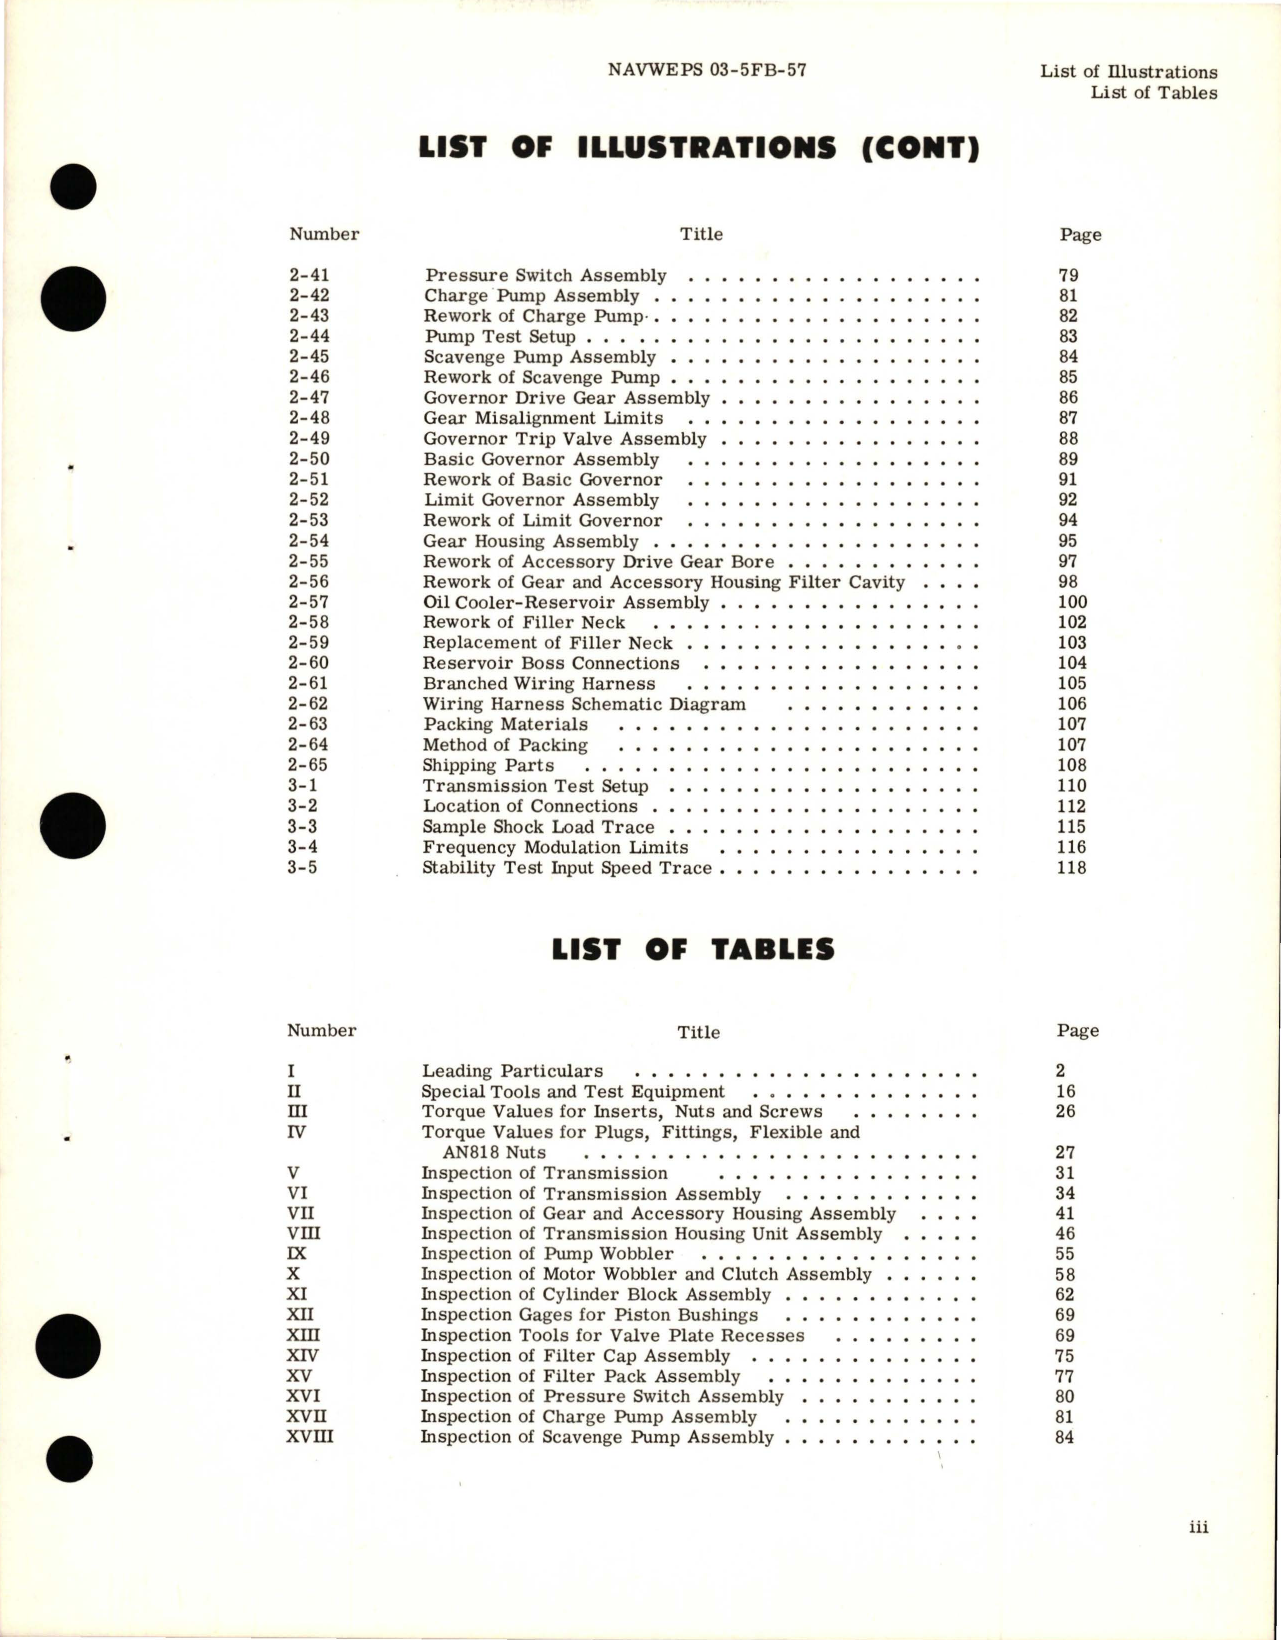 NAVWEPS 03-5FB-57
List of Illustrations
List of Tables
LIST OF ILLUSTRATIONS (CONT)
Number Title Page
2-41 Pressure Switch Assembly . . . . . . . . . . . . . . . . . . 79
2-42 Charge Pump Assembly . . . . . . . . . . . . . . . . . . . . 81
2-43 Rework of Charge Pump . . . . . . . . . . . . . . . . . . . . 82
2-44 Pump Test Setup . . . . . . . . . . . . . . . . . . . . . . . . 83
2-45 Scavenge Pump Assembly . . . . . . . . . . . . . . . . . . . 84
2-46 Rework of Scavenge Pump . . . . . . . . . . . . . . . . . . . 85
2-47 Governor Drive Gear Assembly . . . . . . . . . . . . . . . . 86
2-48 Gear Misalignment Limits . . . . . . . . . . . . . . . . . . 87
2-49 Governor Trip Valve Assembly . . . . . . . . . . . . . . . . 88
2-50 Basic Governor Assembly . . . . . . . . . . . . . . . . . . 89
2-51 Rework of Basic Governor . . . . . . . . . . . . . . . . . . 91
2-52 Limit Governor Assembly . . . . . . . . . . . . . . . . . . 92
2-53 Rework of Limit Governor . . . . . . . . . . . . . . . . . . 94
2-54 Gear Housing Assembly . . . . . . . . . . . . . . . . . . . . 95
2-55 Rework of Accessory Drive Gear Bore . . . . . . . . . . . . 97
2-56 Rework of Gear and Accessory Housing Filter Cavity . . . . 98
2-57 Oil Cooler-Reservoir Assembly . . . . . . . . . . . . . . . . 100
2-58 Rework of Filler Neck . . . . . . . . . . . . . . . . . . . . 102
2-59 Replacement of Filler Neck . . . . . . . . . . . . . . . . . . 103
2-60 Reservoir Boss Connections . . . . . . . . . . . . . . . . . 104
2-61 Branched Wiring Harness . . . . . . . . . . . . . . . . . . 105
2-62 Wiring Harness Schematic Diagram . . . . . . . . . . . . 106
2-63 Packing Materials . . . . . . . . . . . . . . . . . . . . . . 107
2-64 Method of Packing . . . . . . . . . . . . . . . . . . . . . . 107
2-65 Shipping Parts . . . . . . . . . . . . . . . . . . . . . . . . 108
3-1 Transmission Test Setup . . . . . . . . . . . . . . . . . . . 110
3-2 Location of Connections . . . . . . . . . . . . . . . . . . . . 112
3-3 Sample Shock Load Trace . . . . . . . . . . . . . . . . . . . 115
3-4 Frequency Modulation Limits . . . . . . . . . . . . . . . . 116
3-5 Stability Test Input Speed Trace . . . . . . . . . . . . . . . . 118
LIST OF TABLES
Number Title Page
I Leading Particulars . . . . . . . . . . . . . . . . . . . . . 2
II Special Tools and Test Equipment . . . . . . . . . . . . . . 16
III Torque Values for Inserts, Nuts and Screws . . . . . . . . 26
IV Torque Values for Plugs, Fittings, Flexible and
AN818 Nuts . . . . . . . . . . . . . . . . . . . . . . . . 27
V Inspection of Transmission . . . . . . . . . . . . . . . . 31
VI Inspection of Transmission Assembly . . . . . . . . . . . . 34
VII Inspection of Gear and Accessory Housing Assembly . . . . 41
VIII Inspection of Transmission Housing Unit Assembly . . . . . 46
IX Inspection of Pump Wobbler . . . . . . . . . . . . . . . . . 55
X Inspection of Motor Wobbler and Clutch Assembly . . . . . . 58
XI Inspection of Cylinder Block Assembly . . . . . . . . . . . . 62
XII Inspection Gages for Piston Bushings . . . . . . . . . . . . 69
XIII Inspection Tools for Valve Plate Recesses . . . . . . . . . 69
XIV Inspection of Filter Cap Assembly . . . . . . . . . . . . . . 75
XV Inspection of Filter Pack Assembly . . . . . . . . . . . . . 77
XVI Inspection of Pressure Switch Assembly . . . . . . . . . . . 80
XVII Inspection of Charge Pump Assembly . . . . . . . . . . . . 81
XVIII Inspection of Scavenge Pump Assembly . . . . . . . . . . . . 84
iii